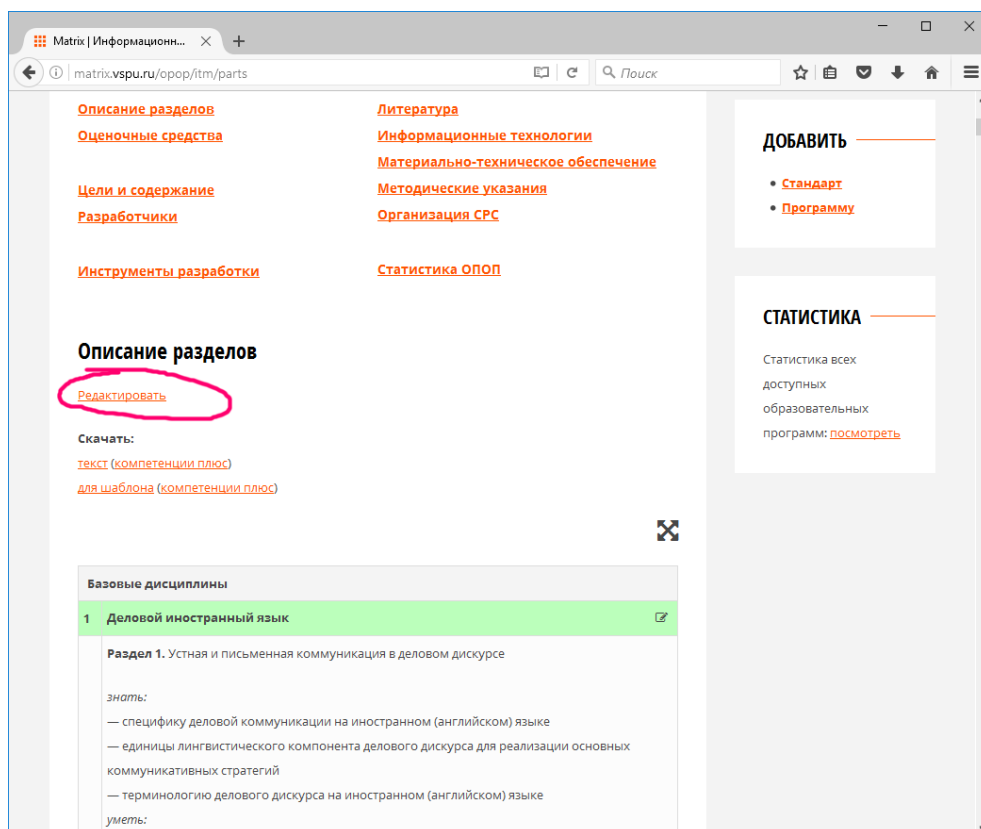 Matrix | Информационн...
matrix.vspu.ru/opop/itm/parts
Поиск
Описание разделов
Оценочные средства
Цели и содержание
Разработчики
Инструменты разработки
Литература
Информационные технологии
Материально-техническое обеспечение
Методические указания
Организация СРС
Статистика ОПОП
Описание разделов
Редактировать
Скачать:
текст (компетенции плюс)
для шаблона (компетенции плюс)
Базовые дисциплины
1 Деловой иностранный язык
Раздел 1. Устная и письменная коммуникация в деловом дискурсе
знать:
— специфику деловой коммуникации на иностранном (английском) языке
— единицы лингвистического компонента делового дискурса для реализации основных
коммуникативных стратегий
— терминологию делового дискурса на иностранном (английском) языке
уметь:
ДОБАВИТЬ
• Стандарт
• Программу
СТАТИСТИКА
Статистика всех
доступных
образовательных
программ: посмотреть